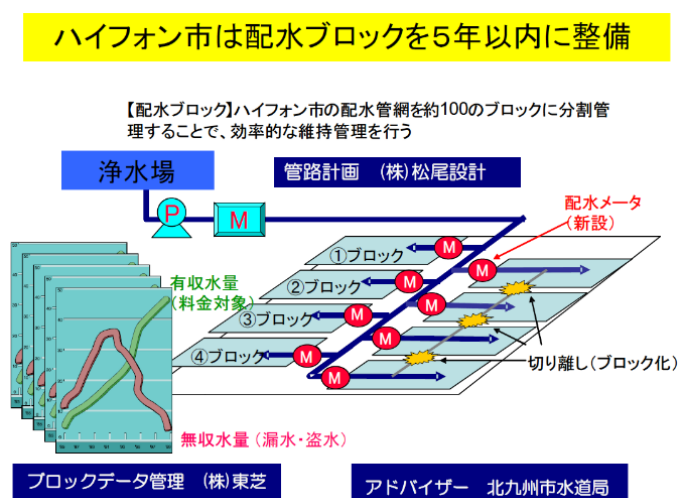 ハイフォン市は配水ブロックを5年以内に整備
【配水ブロック】ハイフォン市の配水管網を約100のブロックに分割管
理することで、効率的な維持管理を行う
浄水場
管路計画 (株)松尾設計
P
M
配水メータ
(新設)
①ブロック
M
M
②ブロック
M
M
③ブロック
M
M
④ブロック
M
M
有収水量
(料金対象)
切り離し(ブロック化)
無収水量(漏水・盗水)
ブロックデータ管理 (株)東芝
アドバイザー 北九州市水道局